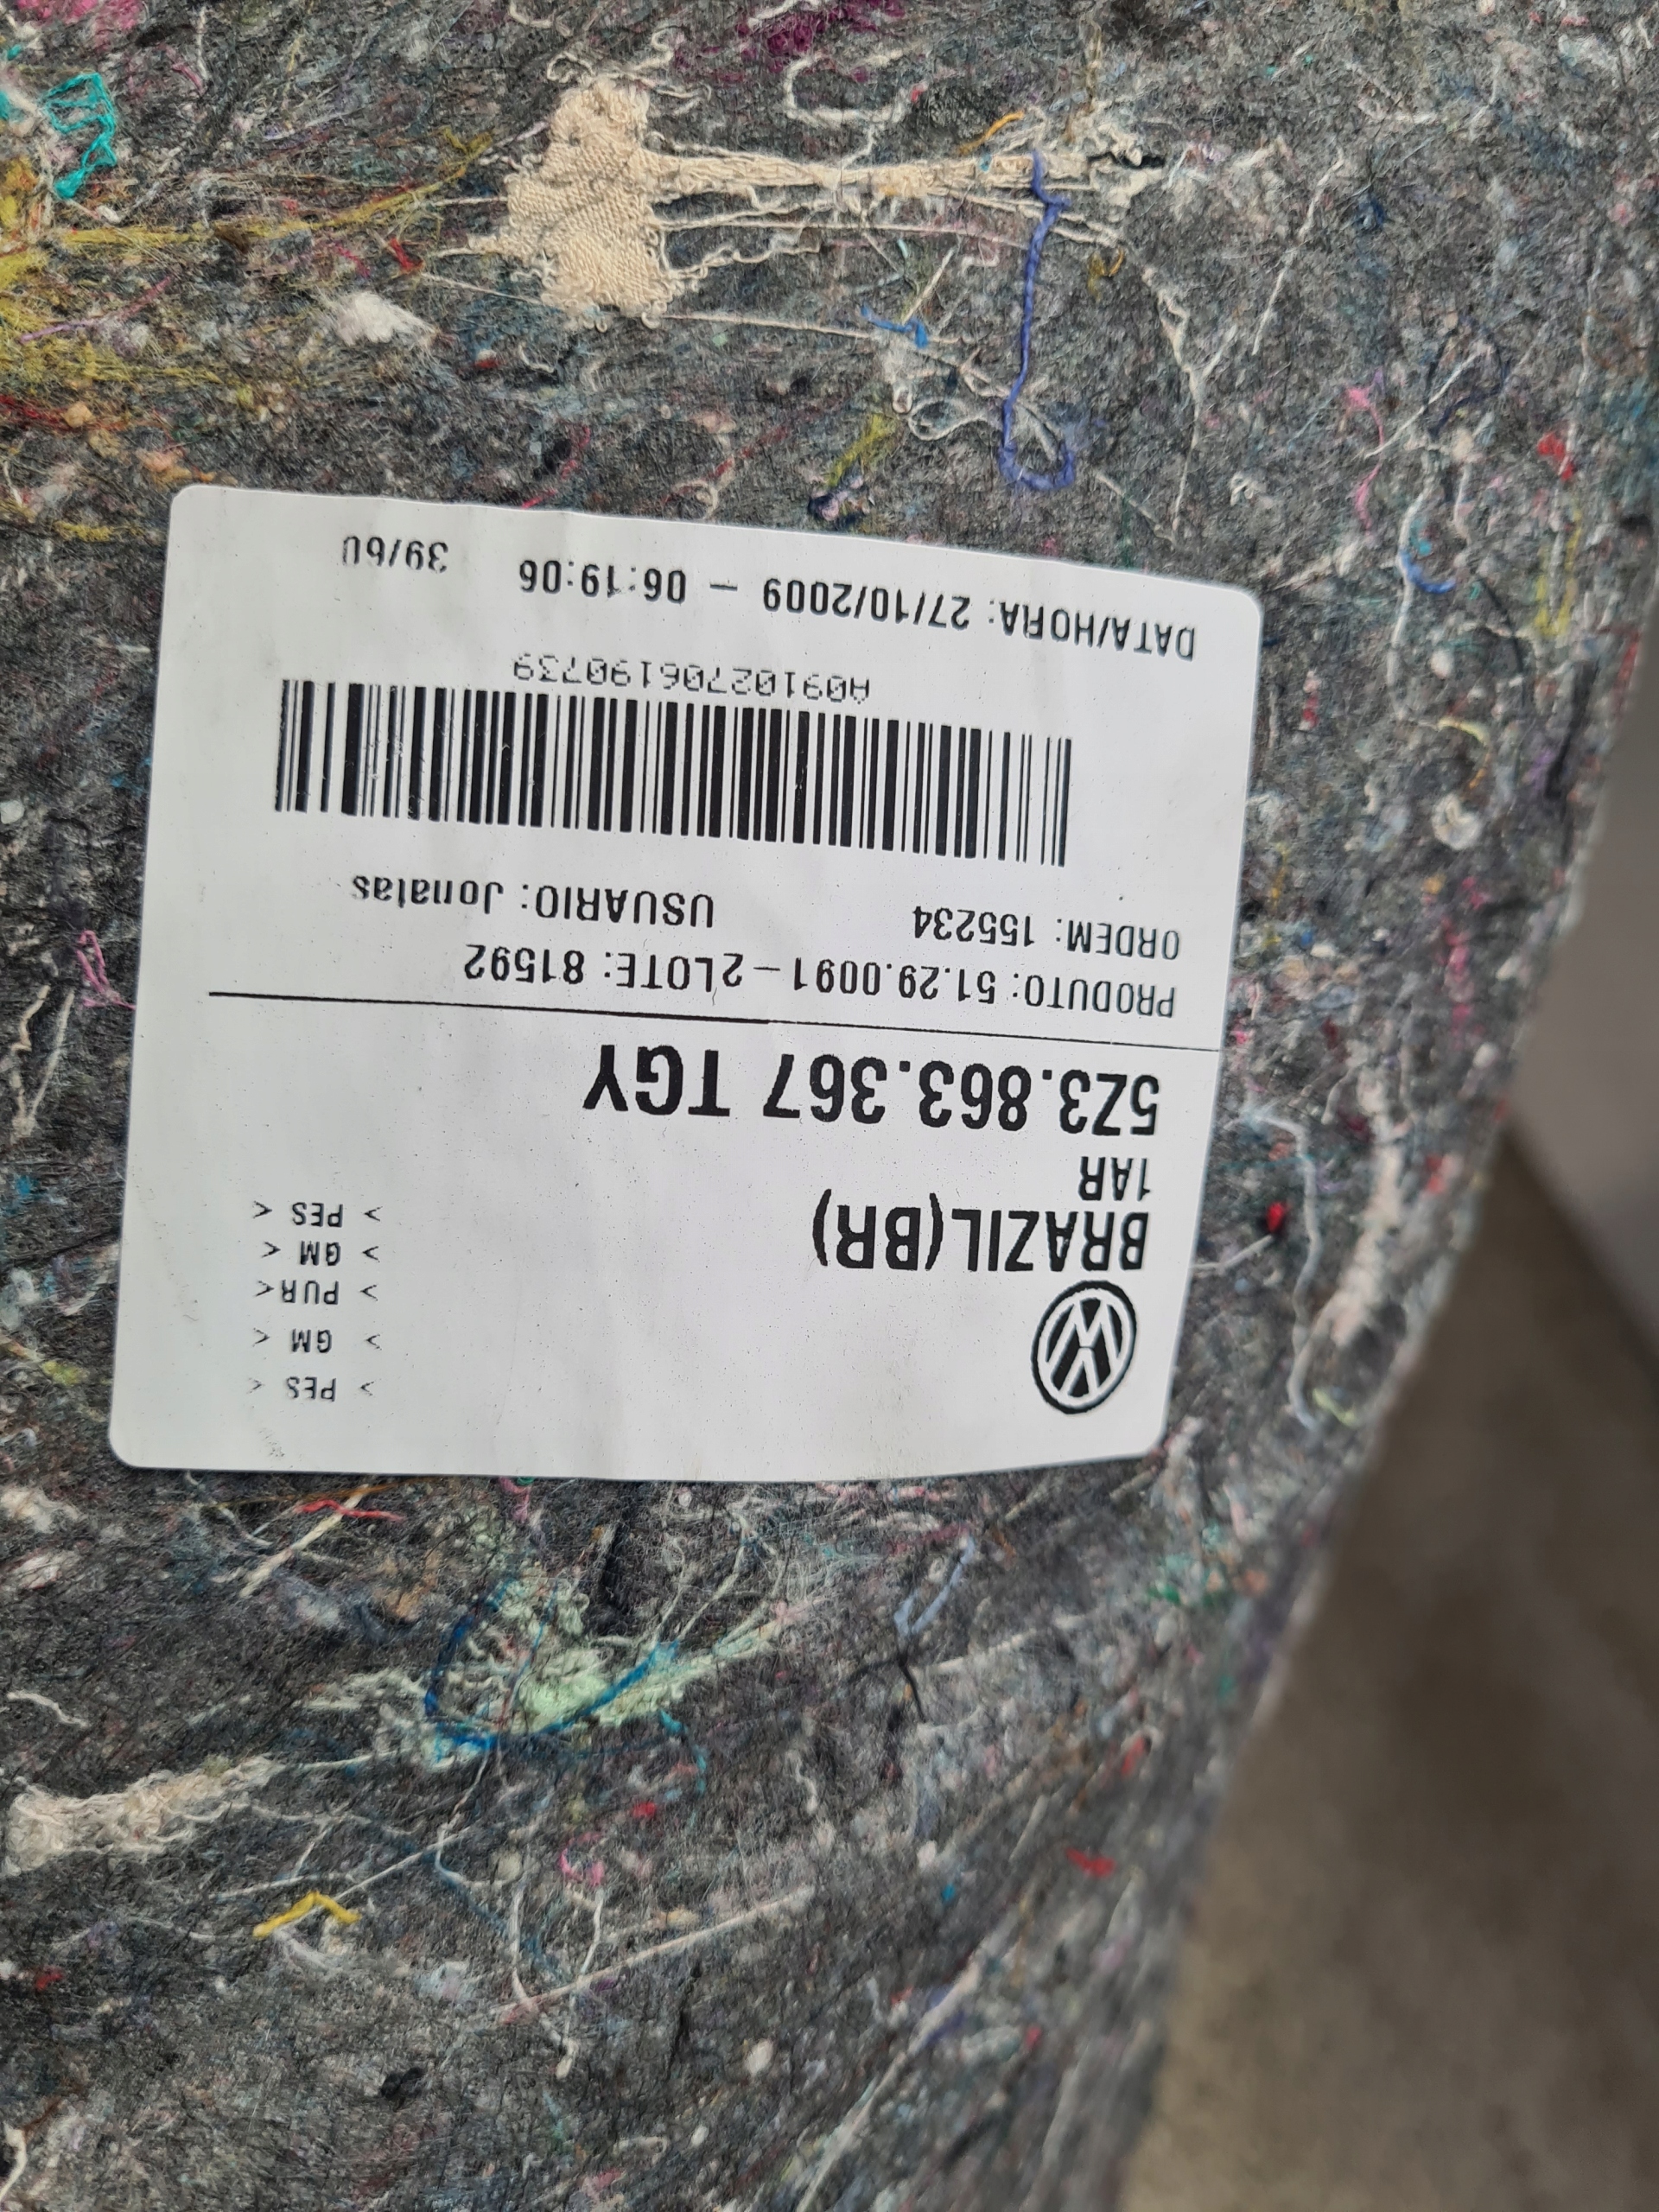 > PES <
> GM <
> PUR<
> GM <
> PES <
BRAZIL(BR)
1AR
5Z3.863.367 TGY
PRODUTO: 51.29.0091-2LOTE: 81592
ORDEM: 155234 USUARIO: Jonatas
A09102706190739
DATA/HORA: 27/10/2009 - 06:19:06 39/60